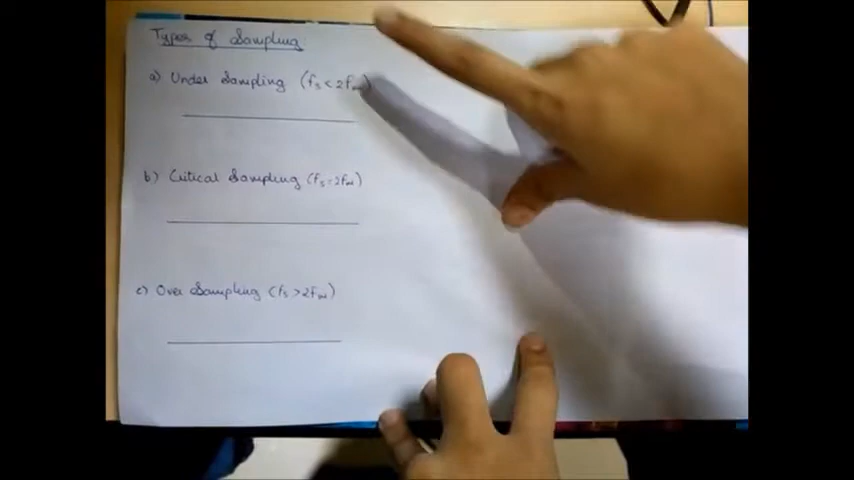 Types of Sampling
a) Under Sampling (fs < 2fm)
b) Critical Sampling (fs = 2fm)
c) Over Sampling (fs > 2fm)